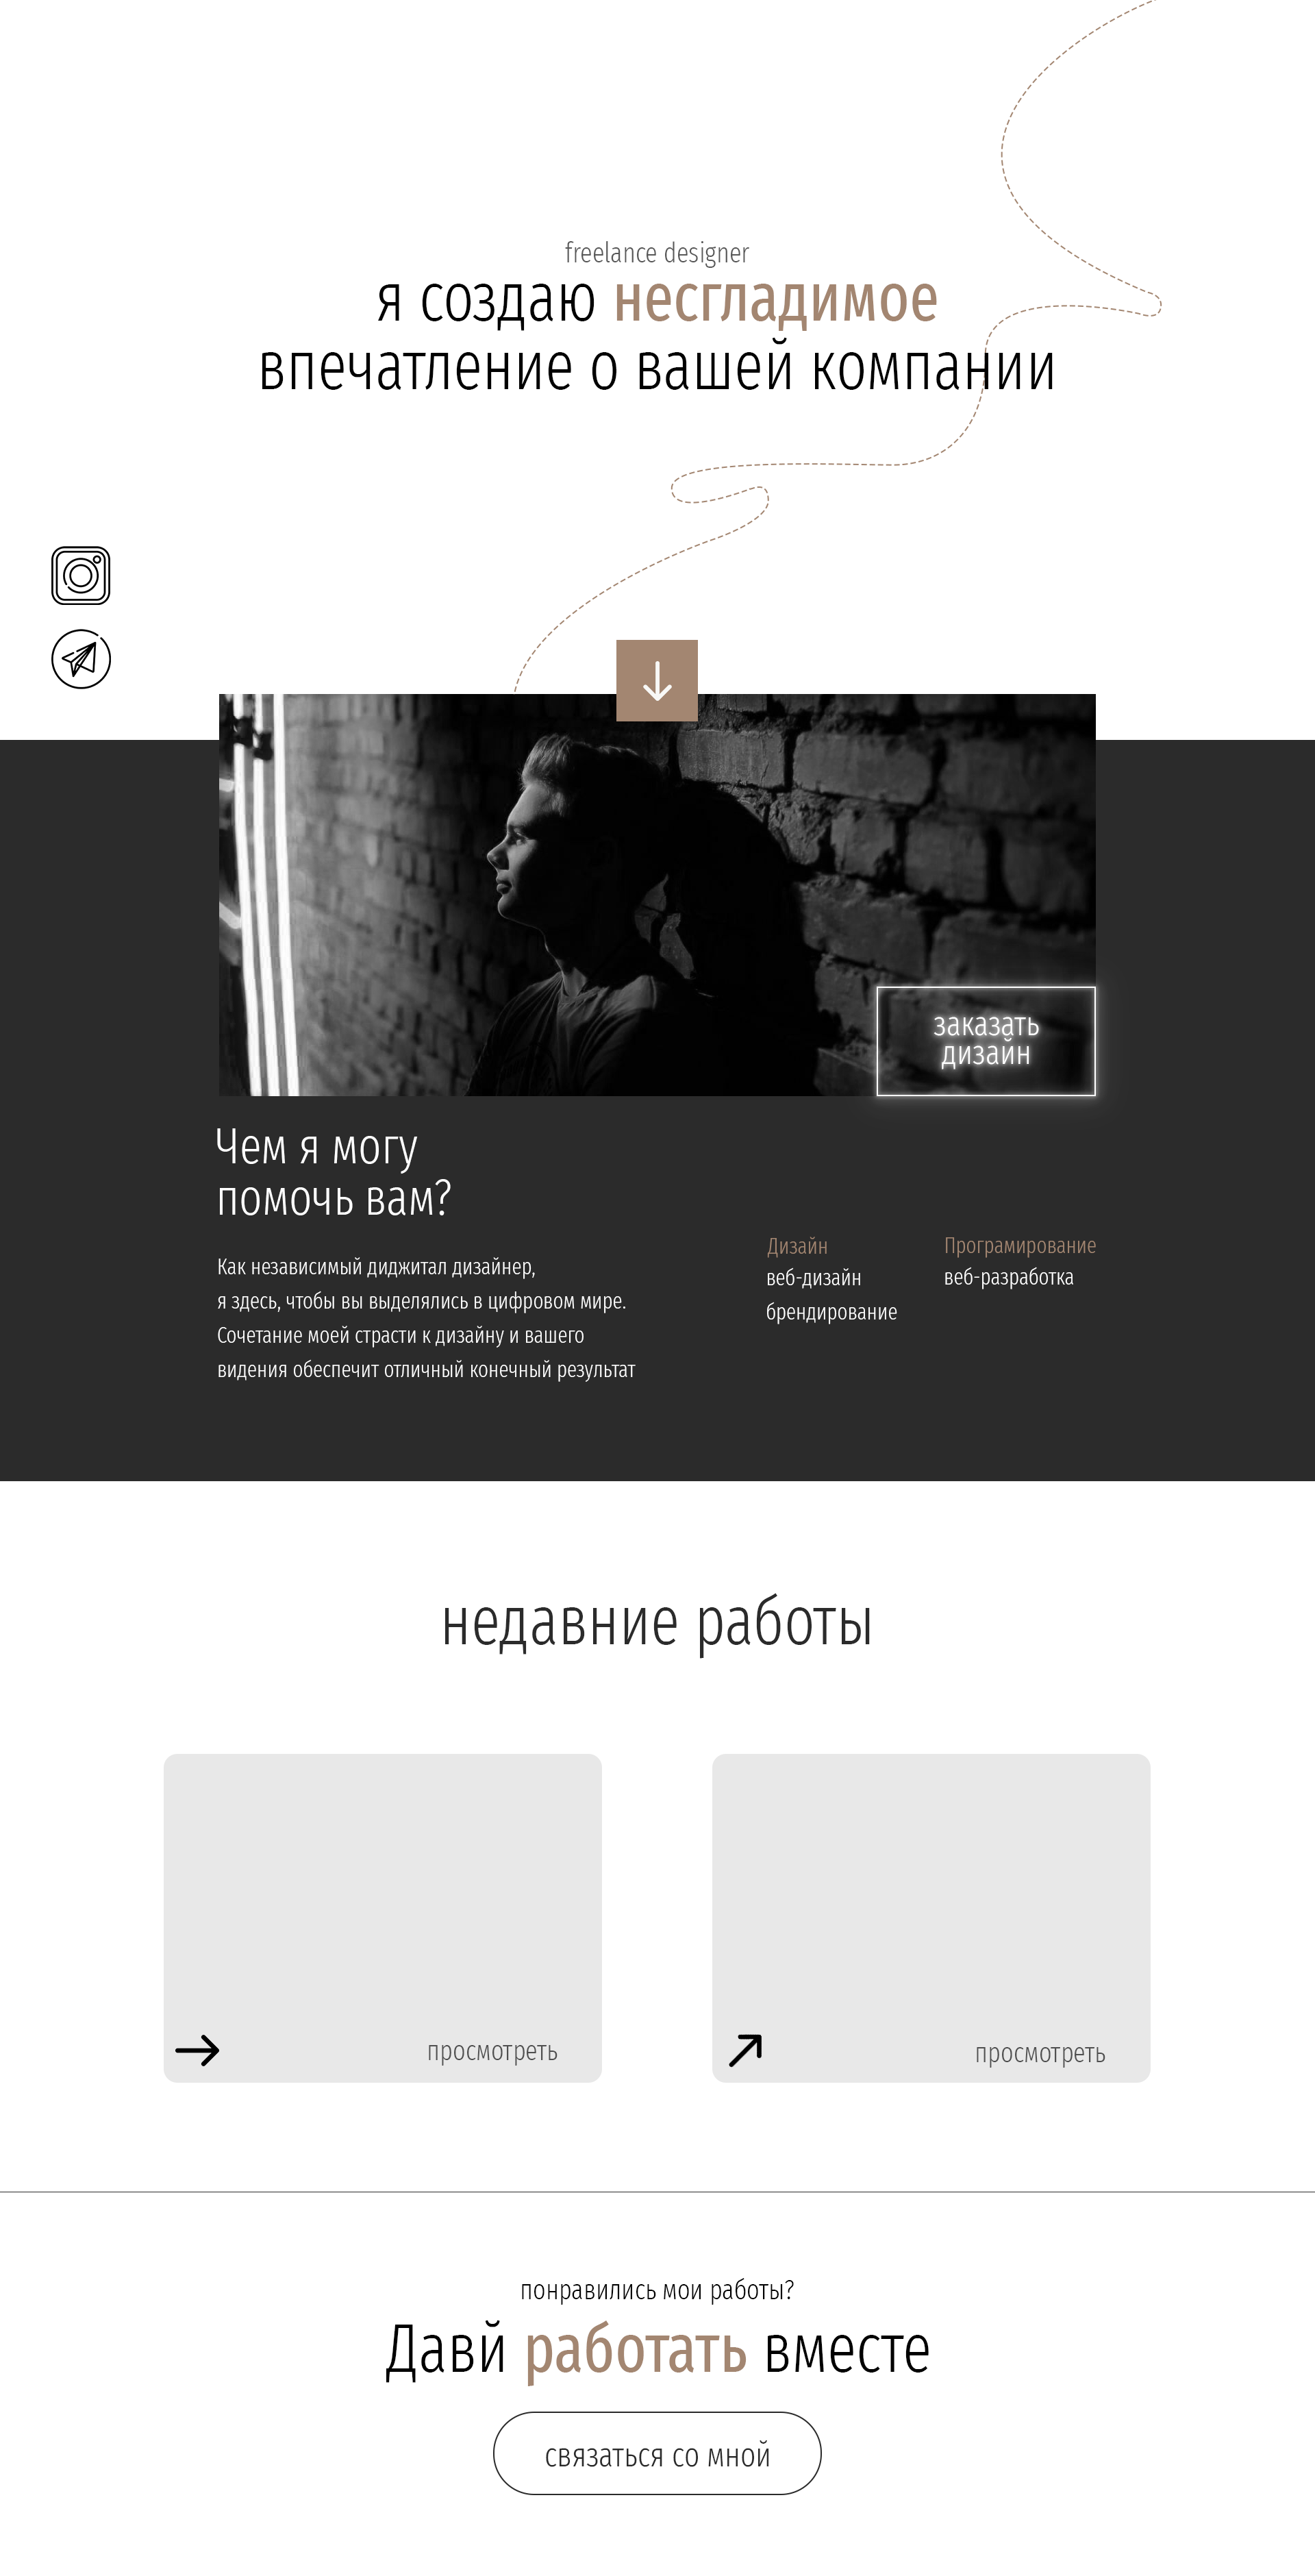 freelance designer
я создаю несгладимое
впечатление о вашей компании
заказать
дизайн
Чем я могу
помочь вам?
Как независимый диджитал дизайнер,
я здесь, чтобы вы выделялись в цифровом мире.
Сочетание моей страсти к дизайну и вашего
видения обеспечит отличный конечный результат
Дизайн
веб-дизайн
брендирование
Програмирование
веб-разработка
недавние работы
просмотреть
просмотреть
понравились мои работы?
Давй работать вместе
связаться со мной